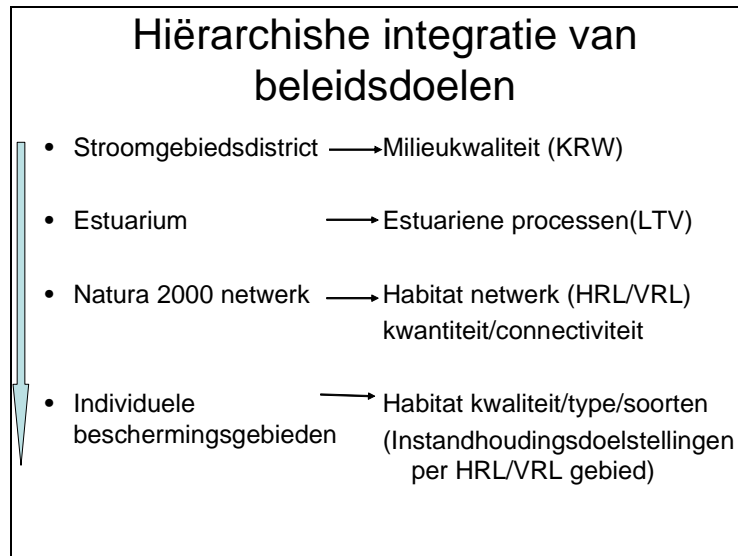 Hiërarchishe integratie van
beleidsdoelen
• Stroomgebiedsdistrict Milieukwaliteit (KRW)
• Estuarium Estuariene processen(LTV)
• Natura 2000 netwerk Habitat netwerk (HRL/VRL)
kwantiteit/connectiviteit
• Individuele Habitat kwaliteit/type/soorten
beschermingsgebieden (Instandhoudingsdoelstellingen
per HRL/VRL gebied)